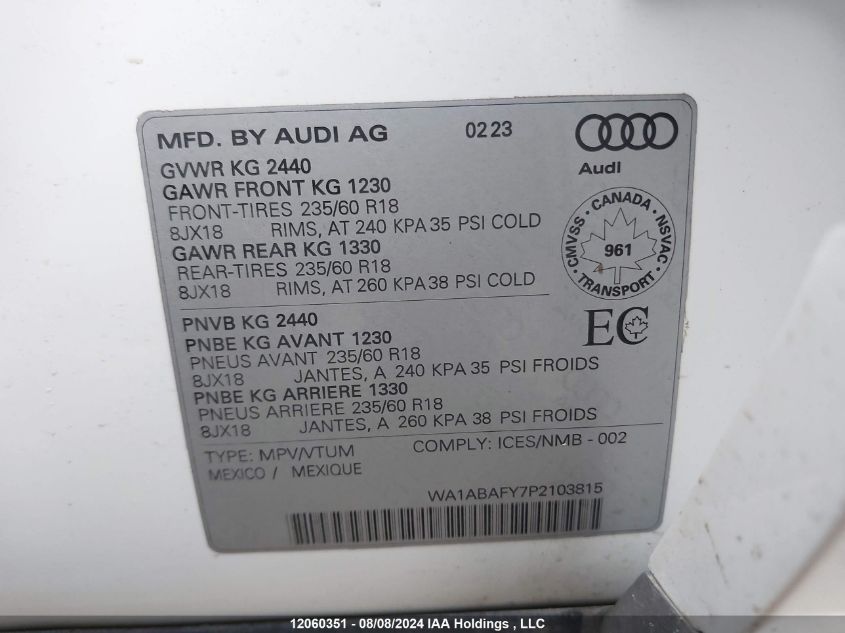 MFD. BY AUDI AG 0223
Audi
GVWR KG 2440
GAWR FRONT KG 1230
FRONT-TIRES 235/60 R18
8JX18 RIMS, AT 240 KPA 35 PSI COLD
GAWR REAR KG 1330
REAR-TIRES 235/60 R18
8JX18 RIMS, AT 260 KPA 38 PSI COLD
CMVSS · CANADA · NSVAC · TRANSPORT ·
961
PNVB KG 2440
PNBE KG AVANT 1230
PNEUS AVANT 235/60 R18
8JX18 JANTES, A 240 KPA 35 PSI FROIDS
PNBE KG ARRIERE 1330
PNEUS ARRIERE 235/60 R18
8JX18 JANTES, A 260 KPA 38 PSI FROIDS
EC
TYPE: MPV/VTUM COMPLY: ICES/NMB - 002
MEXICO / MEXIQUE
WA1ABAFY7P2103815
12060351 - 08/08/2024 IAA Holdings , LLC